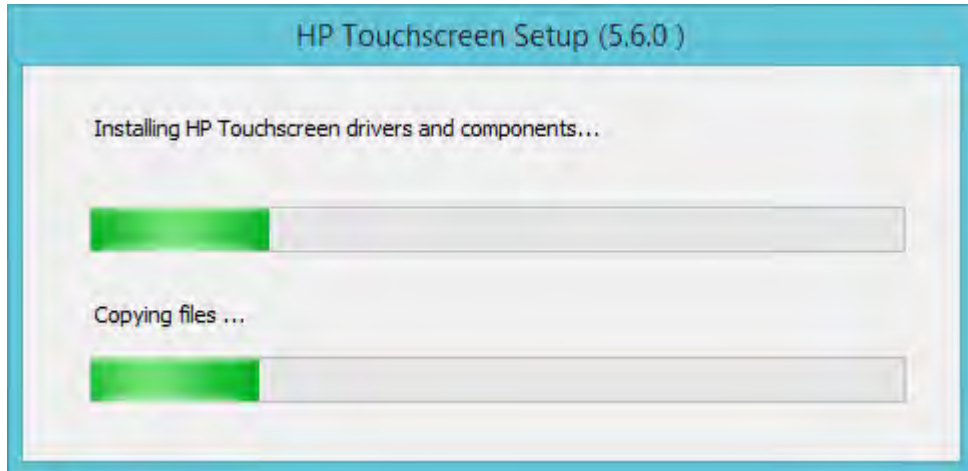 HP Touchscreen Setup (5.6.0 )
Installing HP Touchscreen drivers and components...
Copying files ...